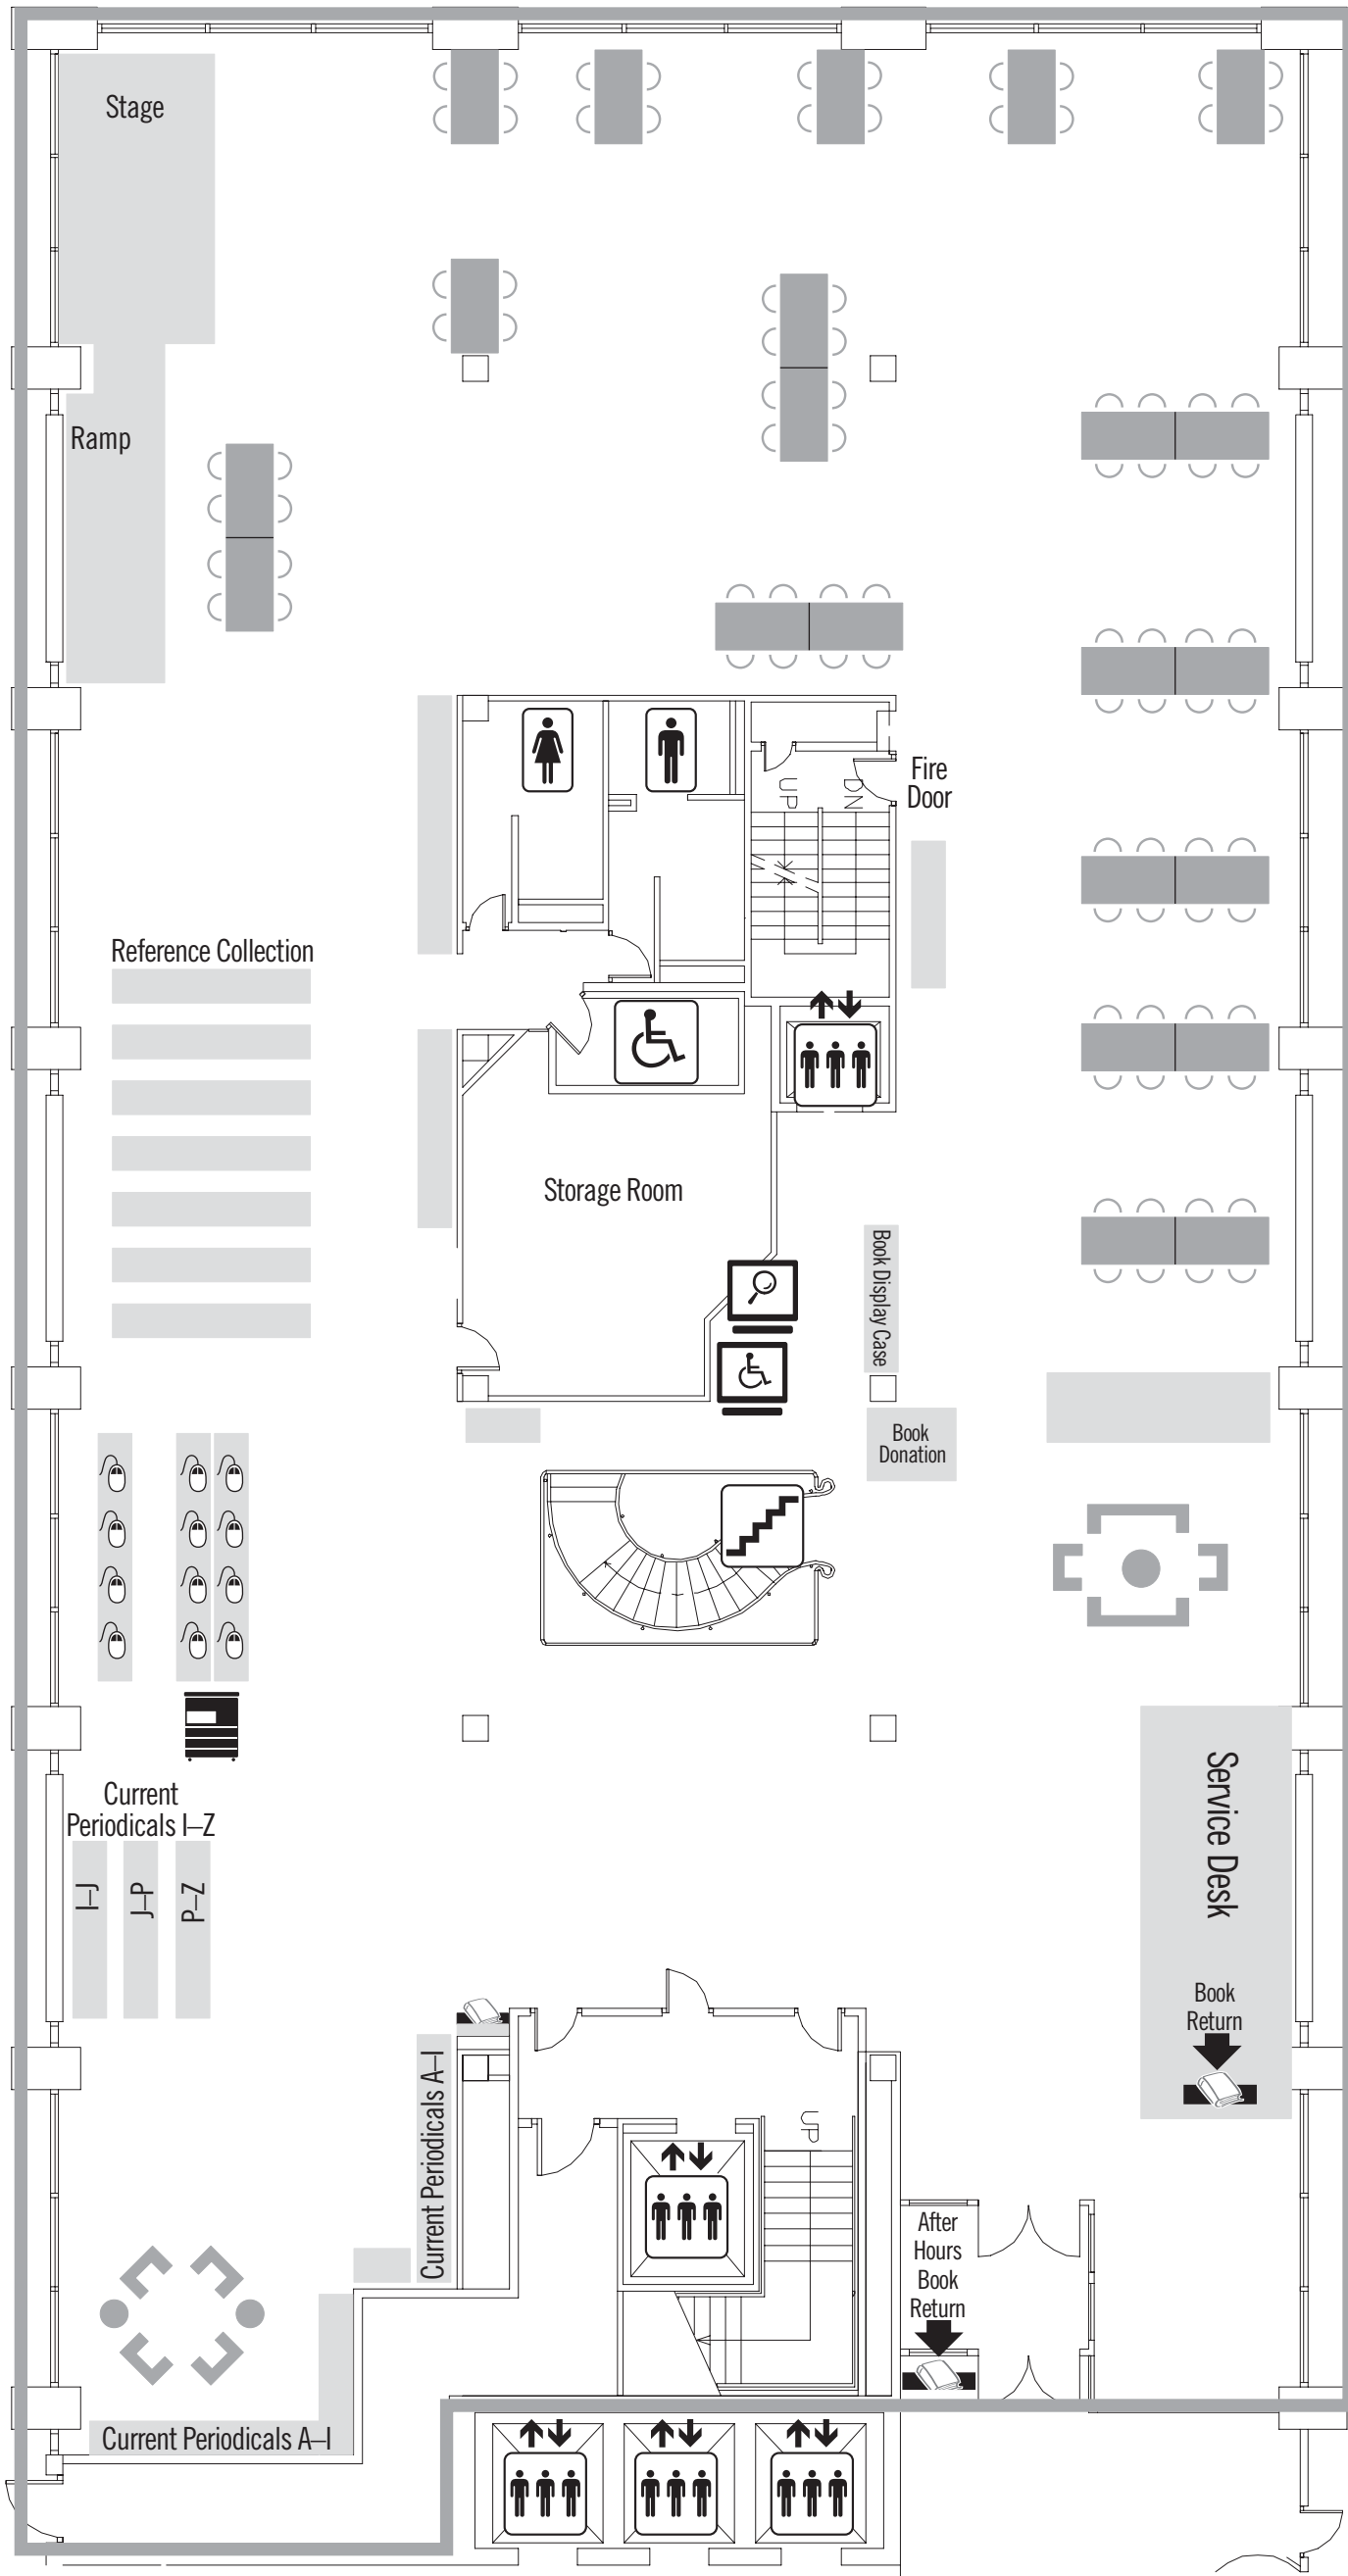 Stage
Ramp
Fire
Door
UP
DN
Reference Collection
Storage Room
Book Display Case
Book
Donation
Current
Periodicals I–Z
I–J
J–P
P–Z
Service Desk
Book
Return
Current Periodicals A–I
UP
After
Hours
Book
Return
Current Periodicals A–I